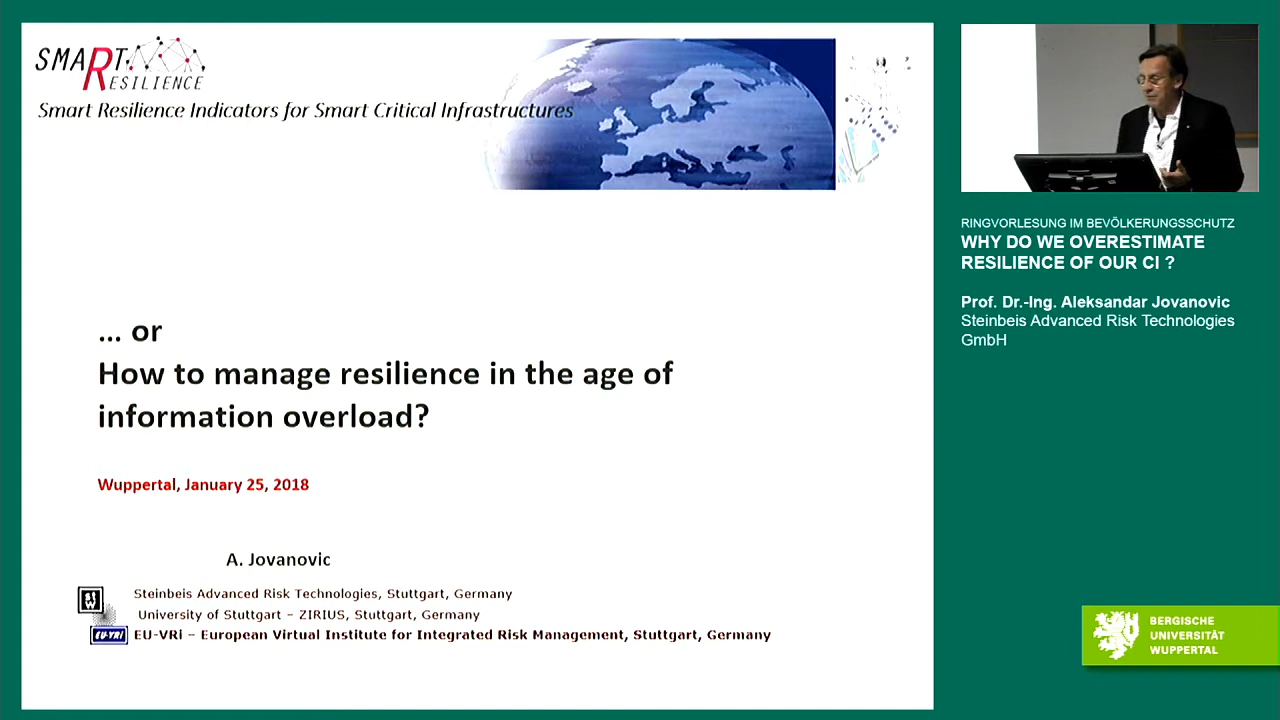 SMART
RESILIENCE
Smart Resilience Indicators for Smart Critical Infrastructures
... or
How to manage resilience in the age of
information overload?
Wuppertal, January 25, 2018
A. Jovanovic
Steinbeis Advanced Risk Technologies, Stuttgart, Germany
University of Stuttgart – ZIRIUS, Stuttgart, Germany
EU-VRi
EU-VRi – European Virtual Institute for Integrated Risk Management, Stuttgart, Germany
RINGVORLESUNG IM BEVÖLKERUNGSSCHUTZ
WHY DO WE OVERESTIMATE
RESILIENCE OF OUR CI ?
Prof. Dr.-Ing. Aleksandar Jovanovic
Steinbeis Advanced Risk Technologies
GmbH
BERGISCHE
UNIVERSITÄT
WUPPERTAL